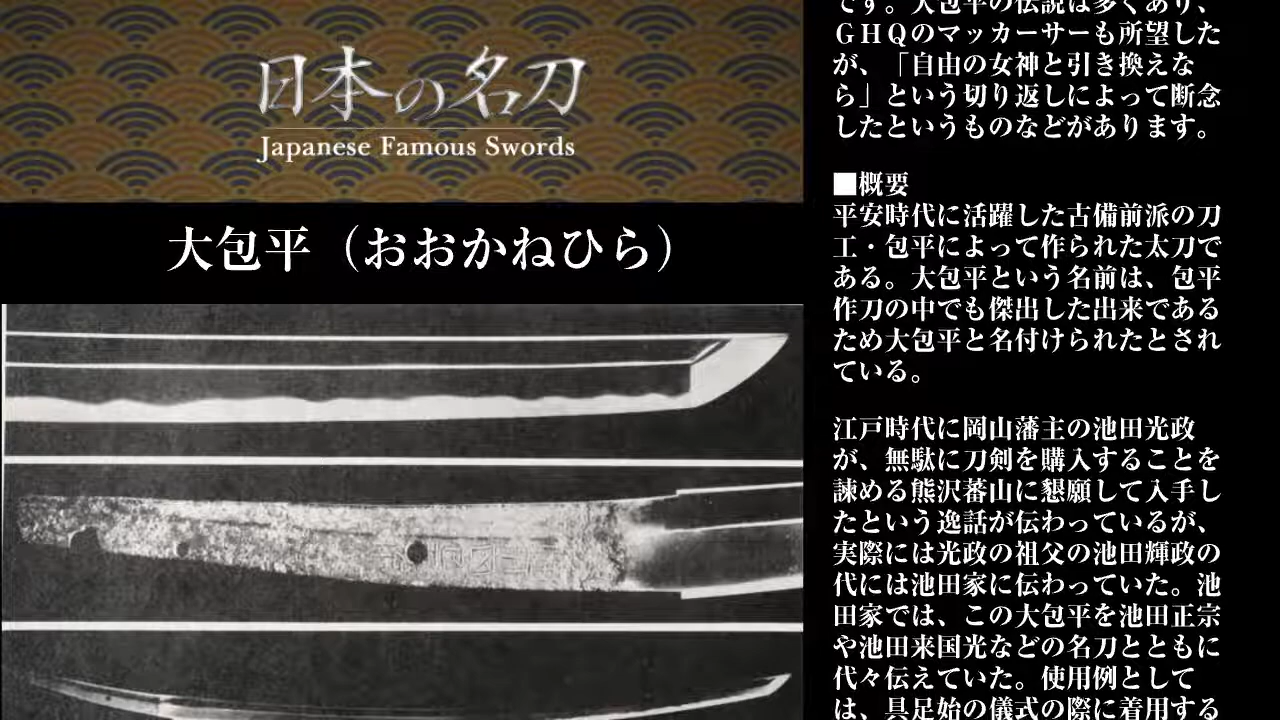 日本の名刀
Japanese Famous Swords
大包平（おおかねひら）
です。大包平の伝説は多くあり、
ＧＨＱのマッカーサーも所望した
が、「自由の女神と引き換えな
ら」という切り返しによって断念
したというものなどがあります。
■概要
平安時代に活躍した古備前派の刀
工・包平によって作られた太刀で
ある。大包平という名前は、包平
作刀の中でも傑出した出来である
ため大包平と名付けられたとされ
ている。
江戸時代に岡山藩主の池田光政
が、無駄に刀剣を購入することを
諫める熊沢蕃山に懇願して入手し
たという逸話が伝わっているが、
実際には光政の祖父の池田輝政の
代には池田家に伝わっていた。池
田家では、この大包平を池田正宗
や池田来国光などの名刀とともに
代々伝えていた。使用例として
は、具足始の儀式の際に着用する